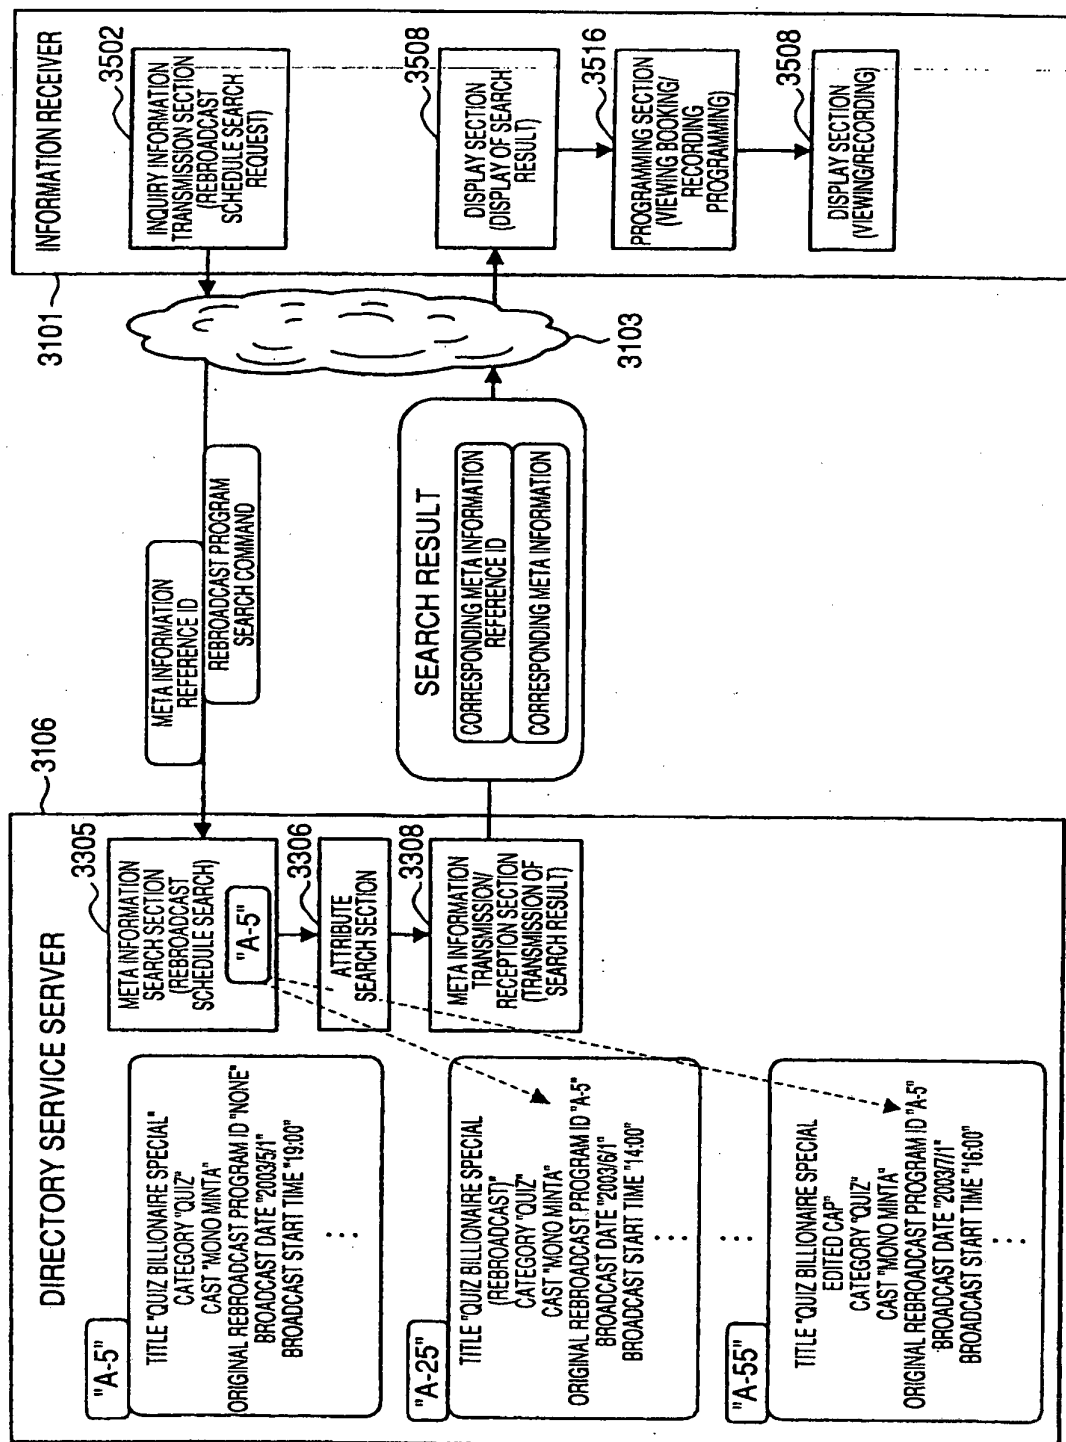 DIRECTORY SERVICE SERVER
3106
"A-5"
TITLE "QUIZ BILLIONAIRE SPECIAL"
CATEGORY "QUIZ"
CAST "MONO MINTA"
ORIGINAL REBROADCAST PROGRAM ID "NONE"
BROADCAST DATE "2003/5/1"
BROADCAST START TIME "19:00"
"A-25"
TITLE "QUIZ BILLIONAIRE SPECIAL
(REBROADCAST)"
CATEGORY "QUIZ"
CAST "MONO MINTA"
ORIGINAL REBROADCAST PROGRAM ID "A-5"
BROADCAST DATE "2003/6/1"
BROADCAST START TIME "14:00"
"A-55"
TITLE "QUIZ BILLIONAIRE SPECIAL
EDITED CAP"
CATEGORY "QUIZ"
CAST "MONO MINTA"
ORIGINAL REBROADCAST PROGRAM ID "A-5"
BROADCAST DATE "2003/7/1"
BROADCAST START TIME "16:00"
3305
META INFORMATION
SEARCH SECTION
(REBROADCAST
SCHEDULE SEARCH)
"A-5"
3306
ATTRIBUTE
SEARCH SECTION
3308
META INFORMATION
TRANSMISSION/
RECEPTION SECTION
(TRANSMISSION OF
SEARCH RESULT)
META INFORMATION
REFERENCE ID
REBROADCAST PROGRAM
SEARCH COMMAND
SEARCH RESULT
CORRESPONDING META INFORMATION
REFERENCE ID
CORRESPONDING META INFORMATION
3103
3101
INFORMATION RECEIVER
3502
INQUIRY INFORMATION
TRANSMISSION SECTION
(REBROADCAST
SCHEDULE SEARCH
REQUEST)
3508
DISPLAY SECTION
(DISPLAY OF SEARCH
RESULT)
3516
PROGRAMMING SECTION
(VIEWING BOOKING/
RECORDING
PROGRAMMING)
3508
DISPLAY SECTION
(VIEWING/RECORDING)